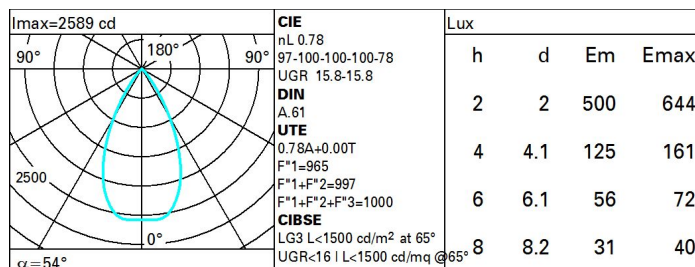 Imax=2589 cd
90° 180° 90°
2500
0°
α=54°
CIE
nL 0.78
97-100-100-100-78
UGR 15.8-15.8
DIN
A.61
UTE
0.78A+0.00T
F"1=965
F"1+F"2=997
F"1+F"2+F"3=1000
CIBSE
LG3 L<1500 cd/m² at 65°
UGR<16 | L<1500 cd/mq @65°
Lux
h d Em Emax
2 2 500 644
4 4.1 125 161
6 6.1 56 72
8 8.2 31 40